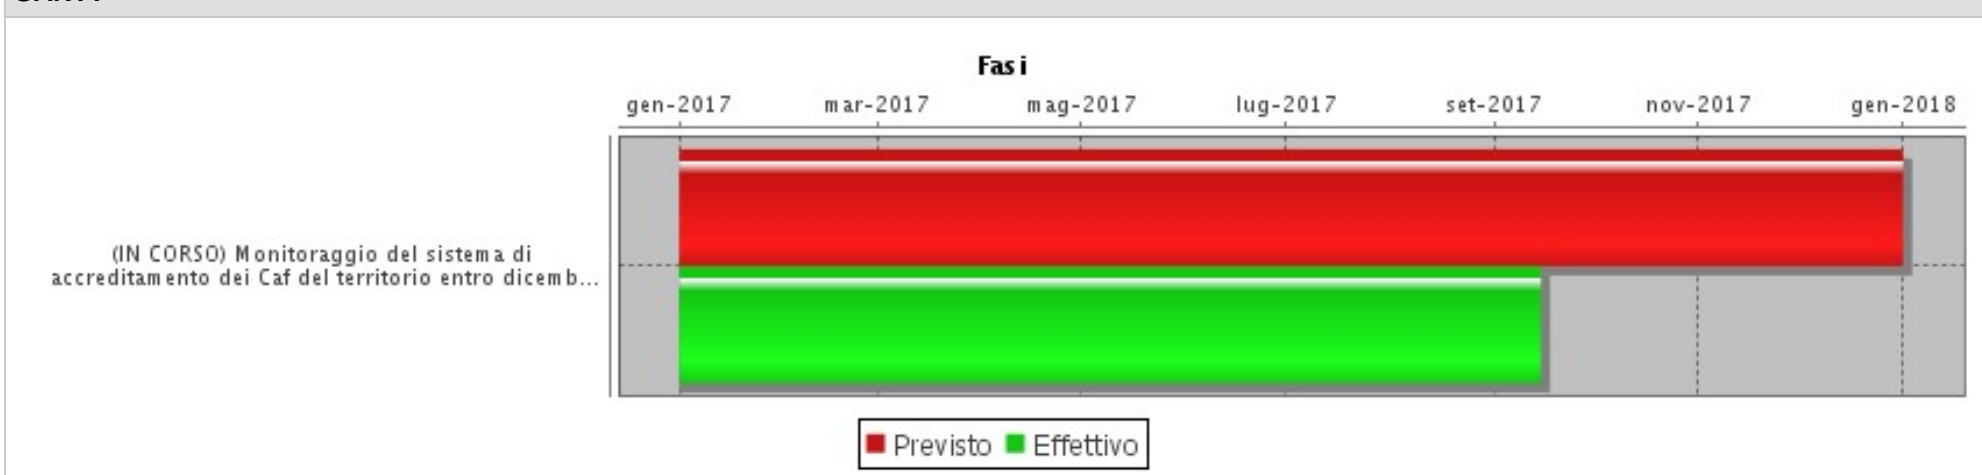 Fasi
gen-2017 mar-2017 mag-2017 lug-2017 set-2017 nov-2017 gen-2018
(IN CORSO) Monitoraggio del sistema di
accreditamento dei Caf del territorio entro dicemb...
Previsto Effettivo